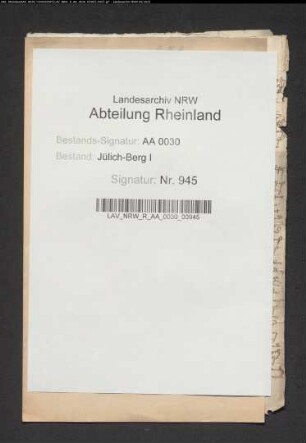 Landesarchiv NRW
Abteilung Rheinland
Bestands-Signatur: AA 0030
Bestand: Jülich-Berg I
Signatur: Nr. 945
LAV_NRW_R_AA_0030_00945